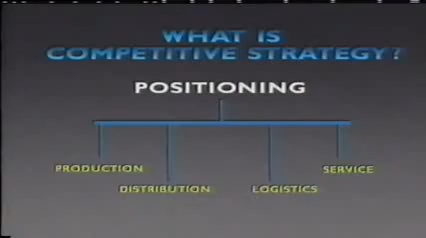 WHAT IS
COMPETITIVE STRATEGY?
POSITIONING
PRODUCTION
DISTRIBUTION
LOGISTICS
SERVICE